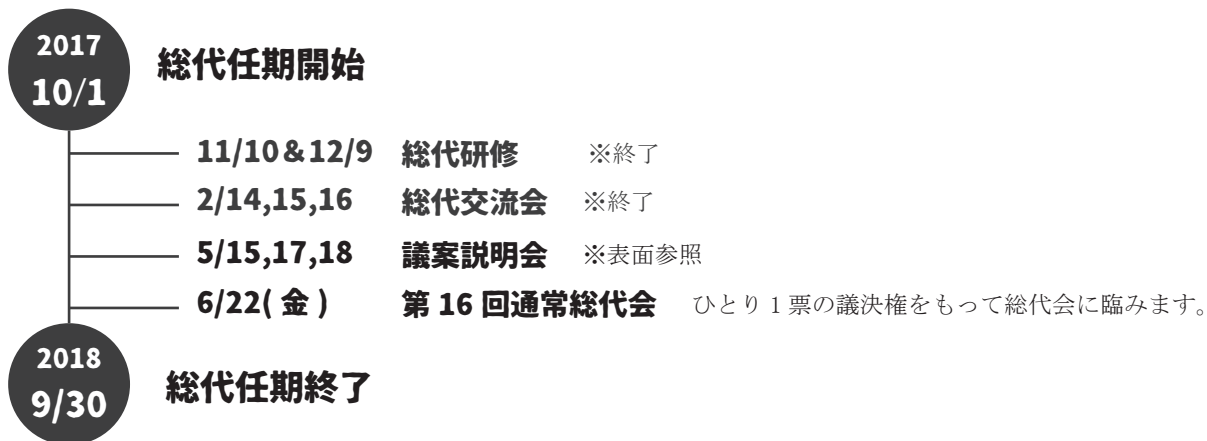 2017
10/1
総代任期開始
11/10&12/9 総代研修 ※終了
2/14,15,16 総代交流会 ※終了
5/15,17,18 議案説明会 ※表面参照
6/22( 金 ) 第 16 回通常総代会 ひとり 1 票の議決権をもって総代会に臨みます。
2018
9/30
総代任期終了